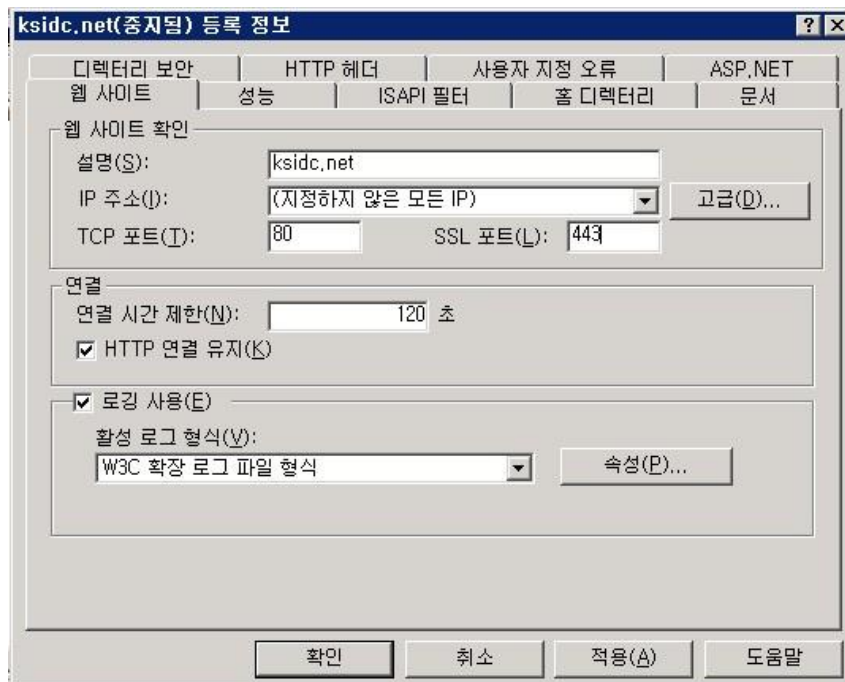 ksidc.net(중지됨) 등록 정보
디렉터리 보안 HTTP 헤더 사용자 지정 오류 ASP.NET
웹 사이트 성능 ISAPI 필터 홈 디렉터리 문서
웹 사이트 확인
설명(S): ksidc.net
IP 주소(I): (지정하지 않은 모든 IP) 고급(D)...
TCP 포트(T): 80 SSL 포트(L): 443
연결
연결 시간 제한(N): 120 초
HTTP 연결 유지(K)
로깅 사용(E)
활성 로그 형식(V):
W3C 확장 로그 파일 형식 속성(P)...
확인 취소 적용(A) 도움말